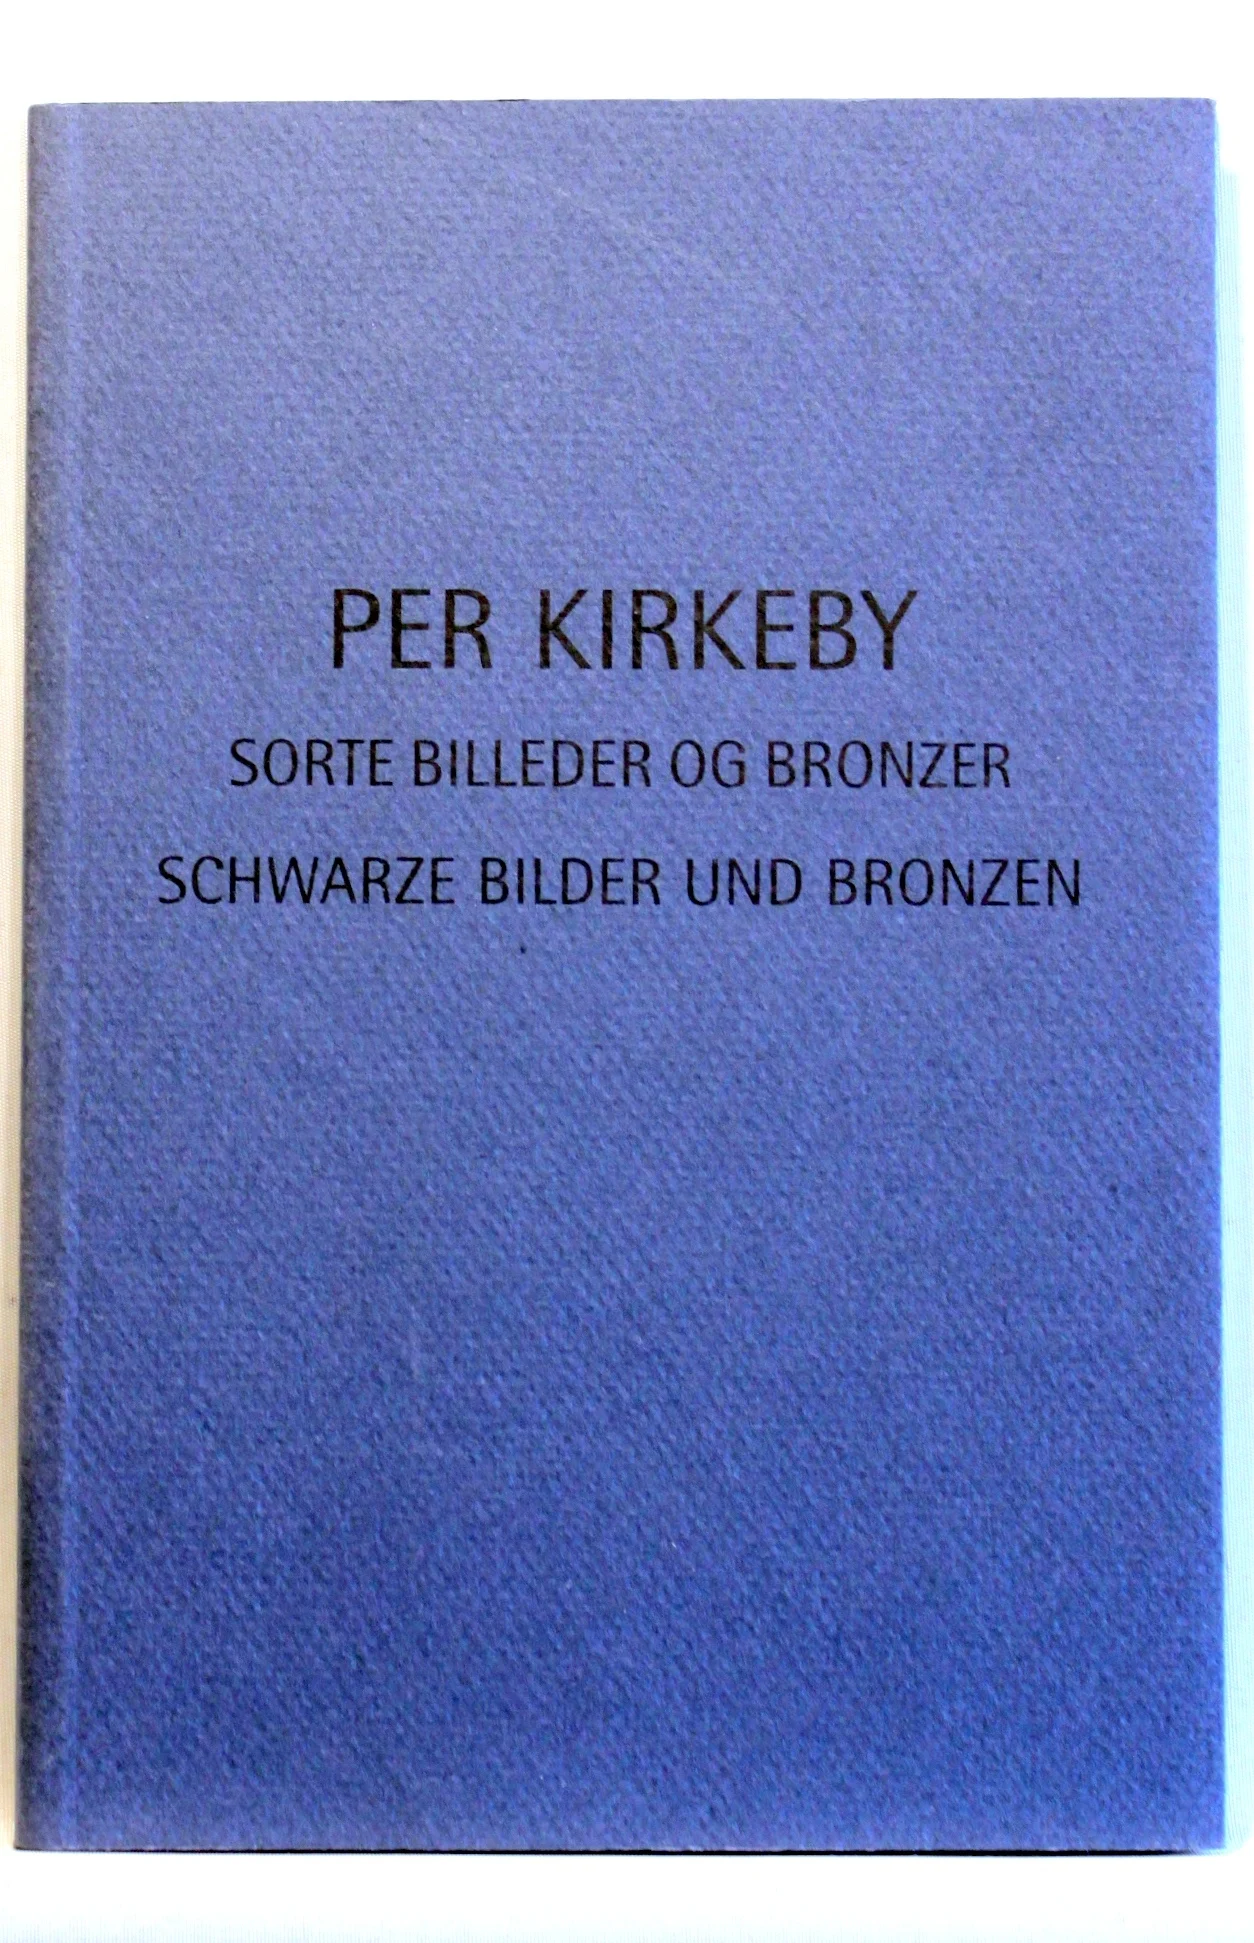 PER KIRKEBY
SORTE BILLEDER OG BRONZER
SCHWARZE BILDER UND BRONZEN